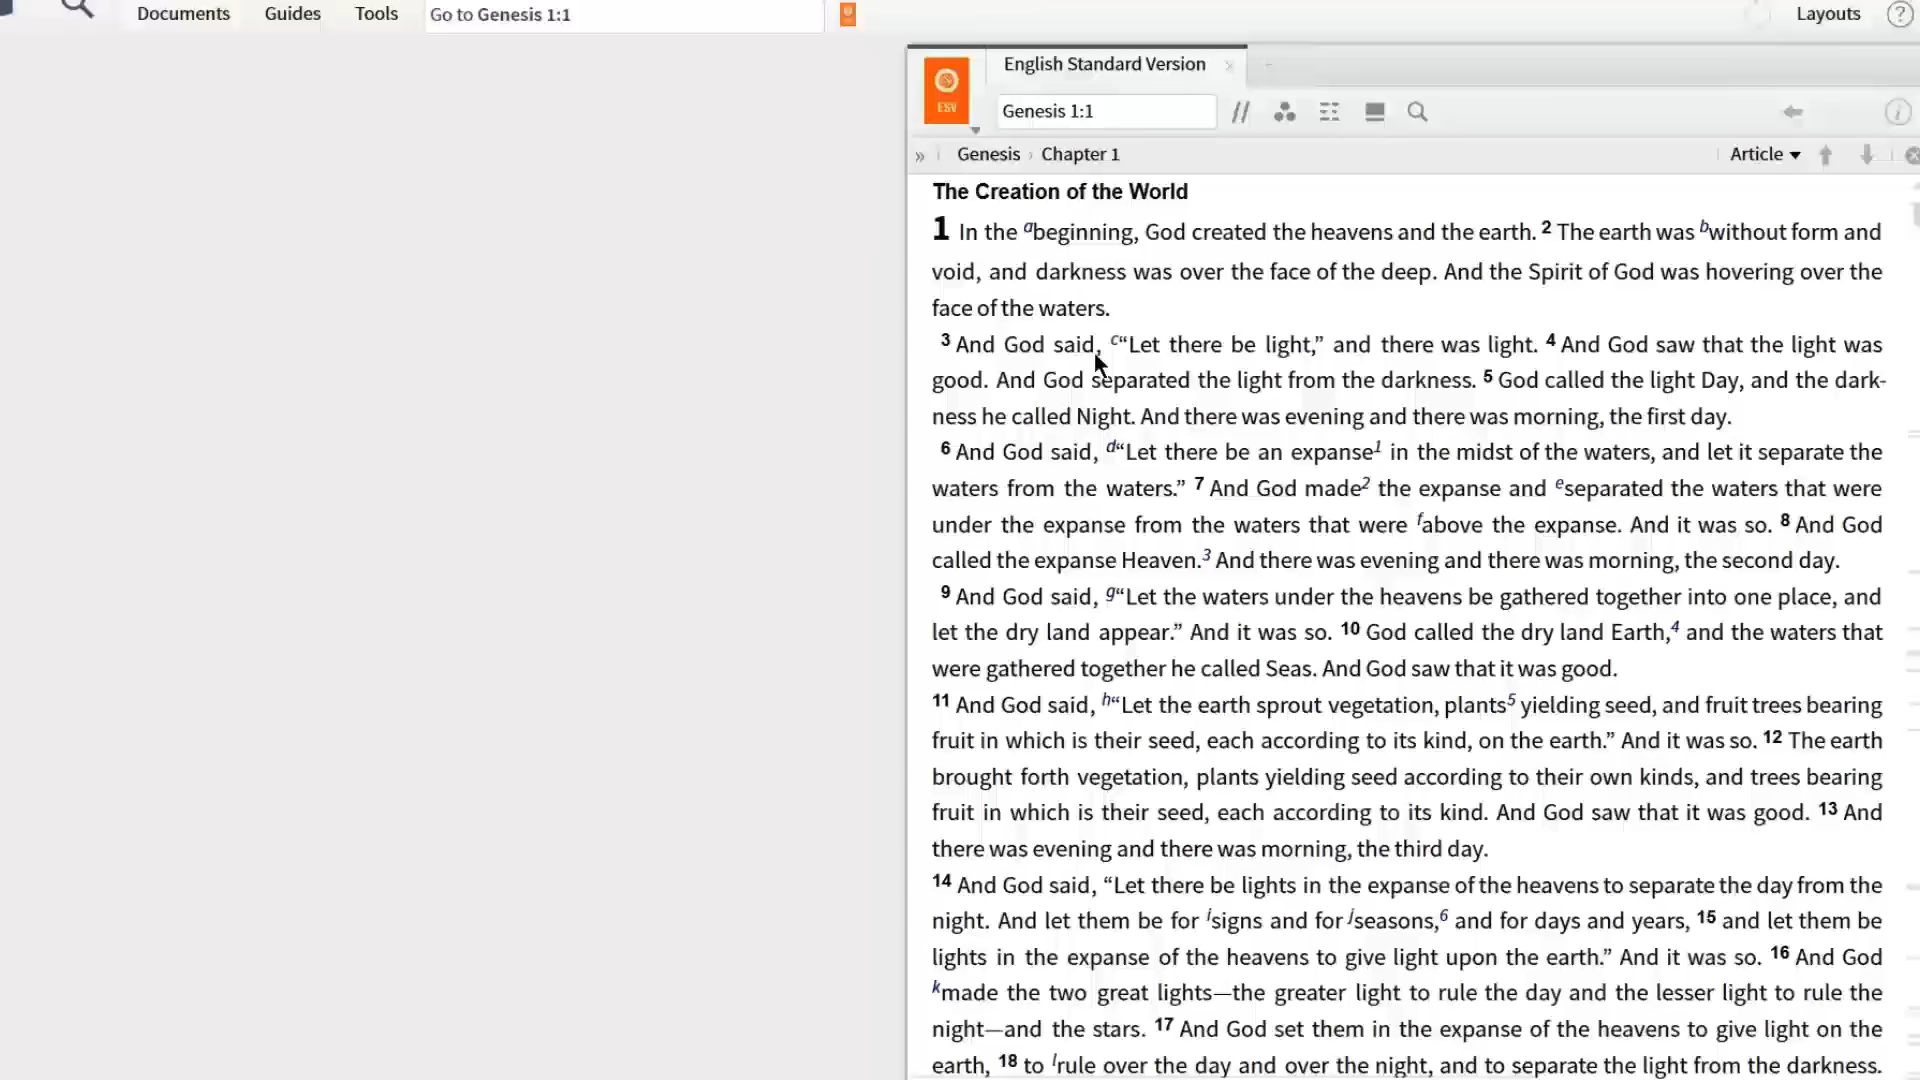 Documents Guides Tools Go to Genesis 1:1 Layouts ?
English Standard Version
ESV
Genesis 1:1
» Genesis › Chapter 1 Article
The Creation of the World
1 In the abeginning, God created the heavens and the earth. 2 The earth was bwithout form and
void, and darkness was over the face of the deep. And the Spirit of God was hovering over the
face of the waters.
3 And God said, c“Let there be light,” and there was light. 4 And God saw that the light was
good. And God separated the light from the darkness. 5 God called the light Day, and the dark-
ness he called Night. And there was evening and there was morning, the first day.
6 And God said, d“Let there be an expanse1 in the midst of the waters, and let it separate the
waters from the waters.” 7 And God made2 the expanse and eseparated the waters that were
under the expanse from the waters that were fabove the expanse. And it was so. 8 And God
called the expanse Heaven.3 And there was evening and there was morning, the second day.
9 And God said, g“Let the waters under the heavens be gathered together into one place, and
let the dry land appear.” And it was so. 10 God called the dry land Earth,4 and the waters that
were gathered together he called Seas. And God saw that it was good.
11 And God said, h“Let the earth sprout vegetation, plants5 yielding seed, and fruit trees bearing
fruit in which is their seed, each according to its kind, on the earth.” And it was so. 12 The earth
brought forth vegetation, plants yielding seed according to their own kinds, and trees bearing
fruit in which is their seed, each according to its kind. And God saw that it was good. 13 And
there was evening and there was morning, the third day.
14 And God said, “Let there be lights in the expanse of the heavens to separate the day from the
night. And let them be for isigns and for jseasons,6 and for days and years, 15 and let them be
lights in the expanse of the heavens to give light upon the earth.” And it was so. 16 And God
kmade the two great lights—the greater light to rule the day and the lesser light to rule the
night—and the stars. 17 And God set them in the expanse of the heavens to give light on the
earth, 18 to lrule over the day and over the night, and to separate the light from the darkness.